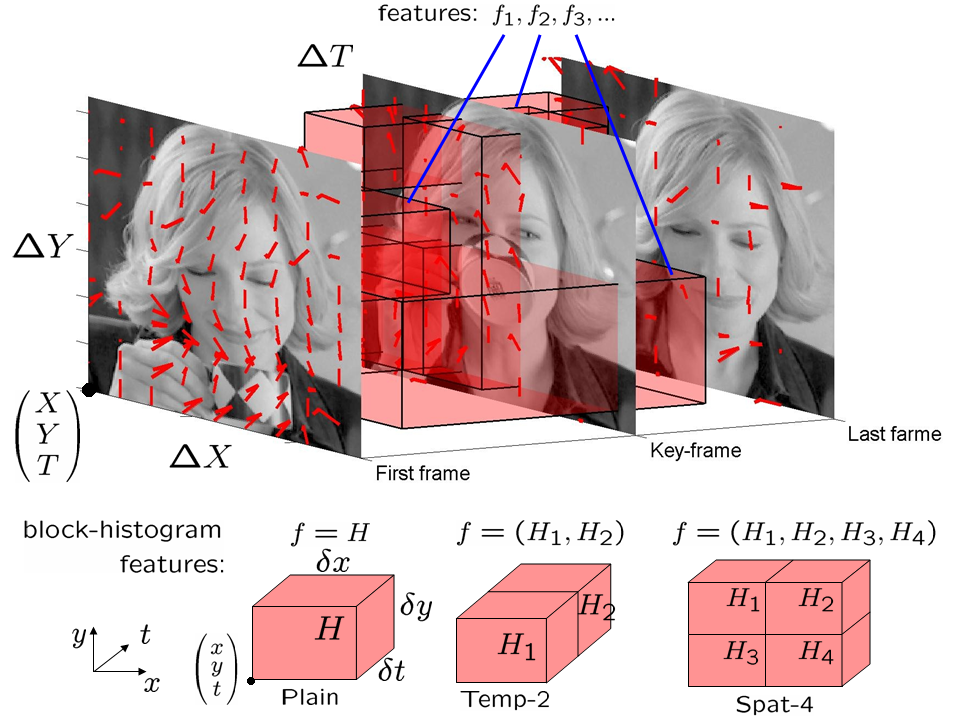 features: f₁, f₂, f₃, ...
ΔT
ΔY
(X Y T)
ΔX
First frame
Key-frame
Last farme
block-histogram
features:
f = H
f = (H₁, H₂)
f = (H₁, H₂, H₃, H₄)
δx
δy
δt
H
H₁
H₂
H₁ H₂
H₃ H₄
y
t
x
(x y t)
Plain
Temp-2
Spat-4